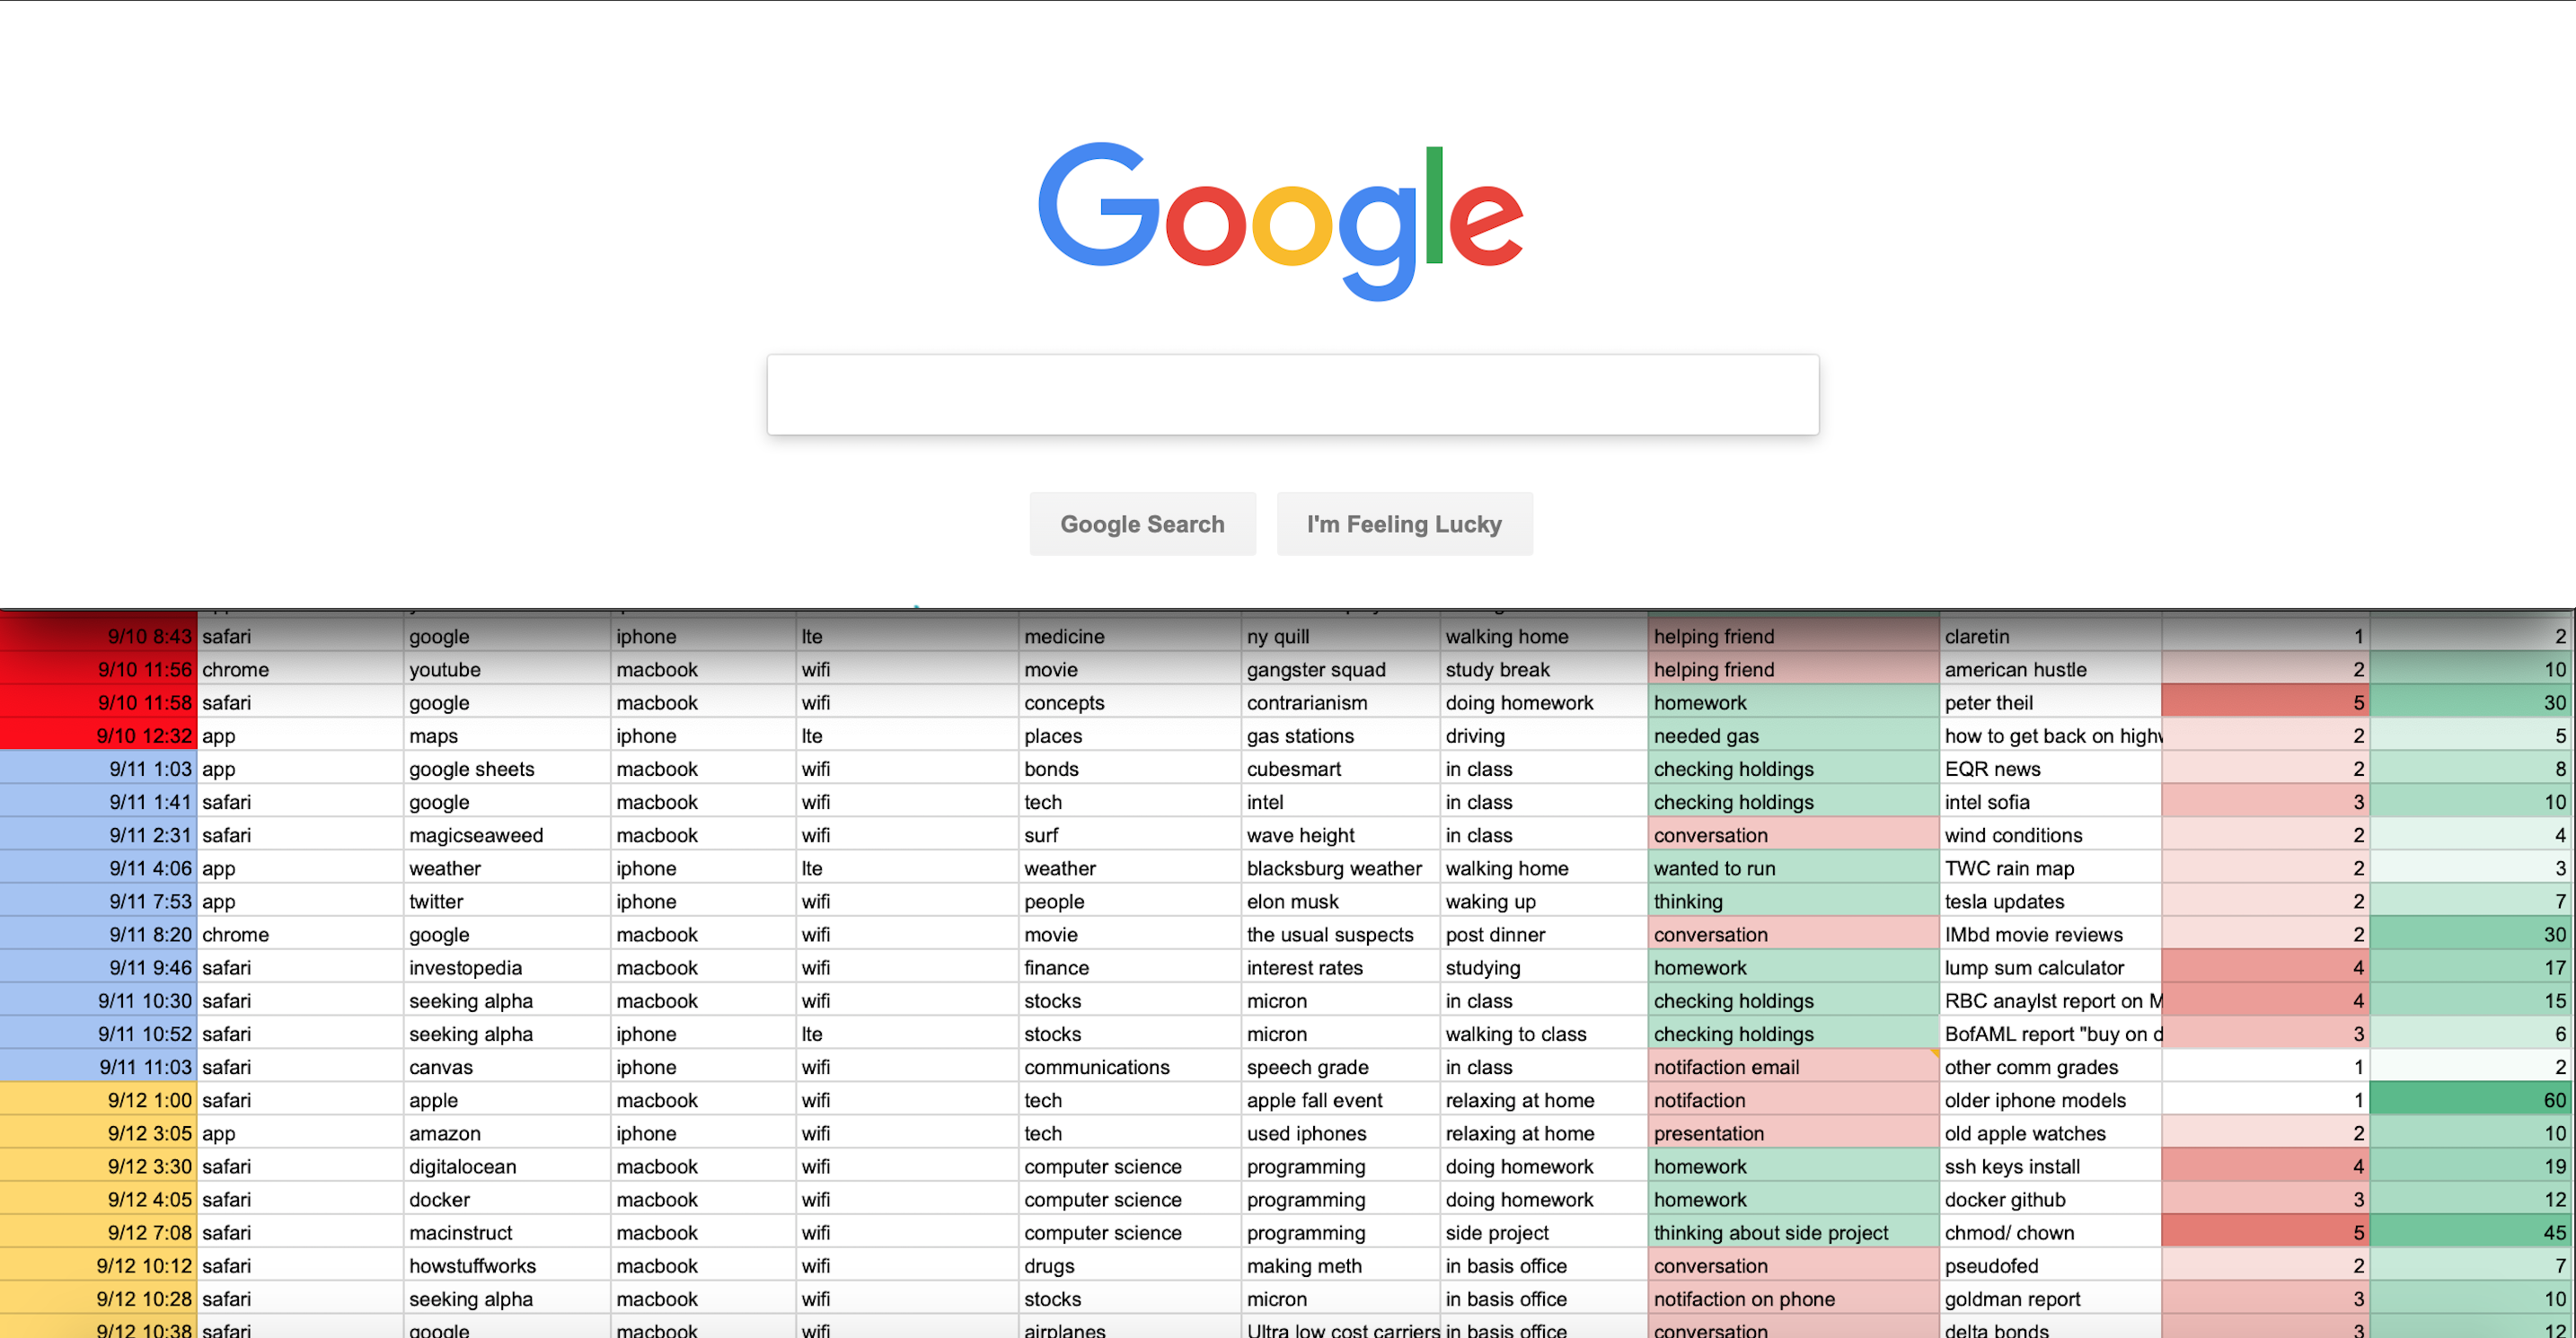 Google
Google Search I'm Feeling Lucky
9/10 8:43 safari google iphone lte medicine ny quill walking home helping friend claretin 1 2
9/10 11:56 chrome youtube macbook wifi movie gangster squad study break helping friend american hustle 2 10
9/10 11:58 safari google macbook wifi concepts contrarianism doing homework homework peter theil 5 30
9/10 12:32 app maps iphone lte places gas stations driving needed gas how to get back on high 2 5
9/11 1:03 app google sheets macbook wifi bonds cubesmart in class checking holdings EQR news 2 8
9/11 1:41 safari google macbook wifi tech intel in class checking holdings intel sofia 3 10
9/11 2:31 safari magicseaweed macbook wifi surf wave height in class conversation wind conditions 2 4
9/11 4:06 app weather iphone lte weather blacksburg weather walking home wanted to run TWC rain map 2 3
9/11 7:53 app twitter iphone wifi people elon musk waking up thinking tesla updates 2 7
9/11 8:20 chrome google macbook wifi movie the usual suspects post dinner conversation IMbd movie reviews 2 30
9/11 9:46 safari investopedia macbook wifi finance interest rates studying homework lump sum calculator 4 17
9/11 10:30 safari seeking alpha macbook wifi stocks micron in class checking holdings RBC anaylst report on M 4 15
9/11 10:52 safari seeking alpha iphone lte stocks micron walking to class checking holdings BofAML report "buy on d 3 6
9/11 11:03 safari canvas iphone wifi communications speech grade in class notifaction email other comm grades 1 2
9/12 1:00 safari apple macbook wifi tech apple fall event relaxing at home notifaction older iphone models 1 60
9/12 3:05 app amazon iphone wifi tech used iphones relaxing at home presentation old apple watches 2 10
9/12 3:30 safari digitalocean macbook wifi computer science programming doing homework homework ssh keys install 4 19
9/12 4:05 safari docker macbook wifi computer science programming doing homework homework docker github 3 12
9/12 7:08 safari macinstruct macbook wifi computer science programming side project thinking about side project chmod/ chown 5 45
9/12 10:12 safari howstuffworks macbook wifi drugs making meth in basis office conversation pseudofed 2 7
9/12 10:28 safari seeking alpha macbook wifi stocks micron in basis office notifaction on phone goldman report 3 10
9/12 10:38 safari google macbook wifi airplanes Ultra low cost carriers in basis office conversation delta bonds 3 12